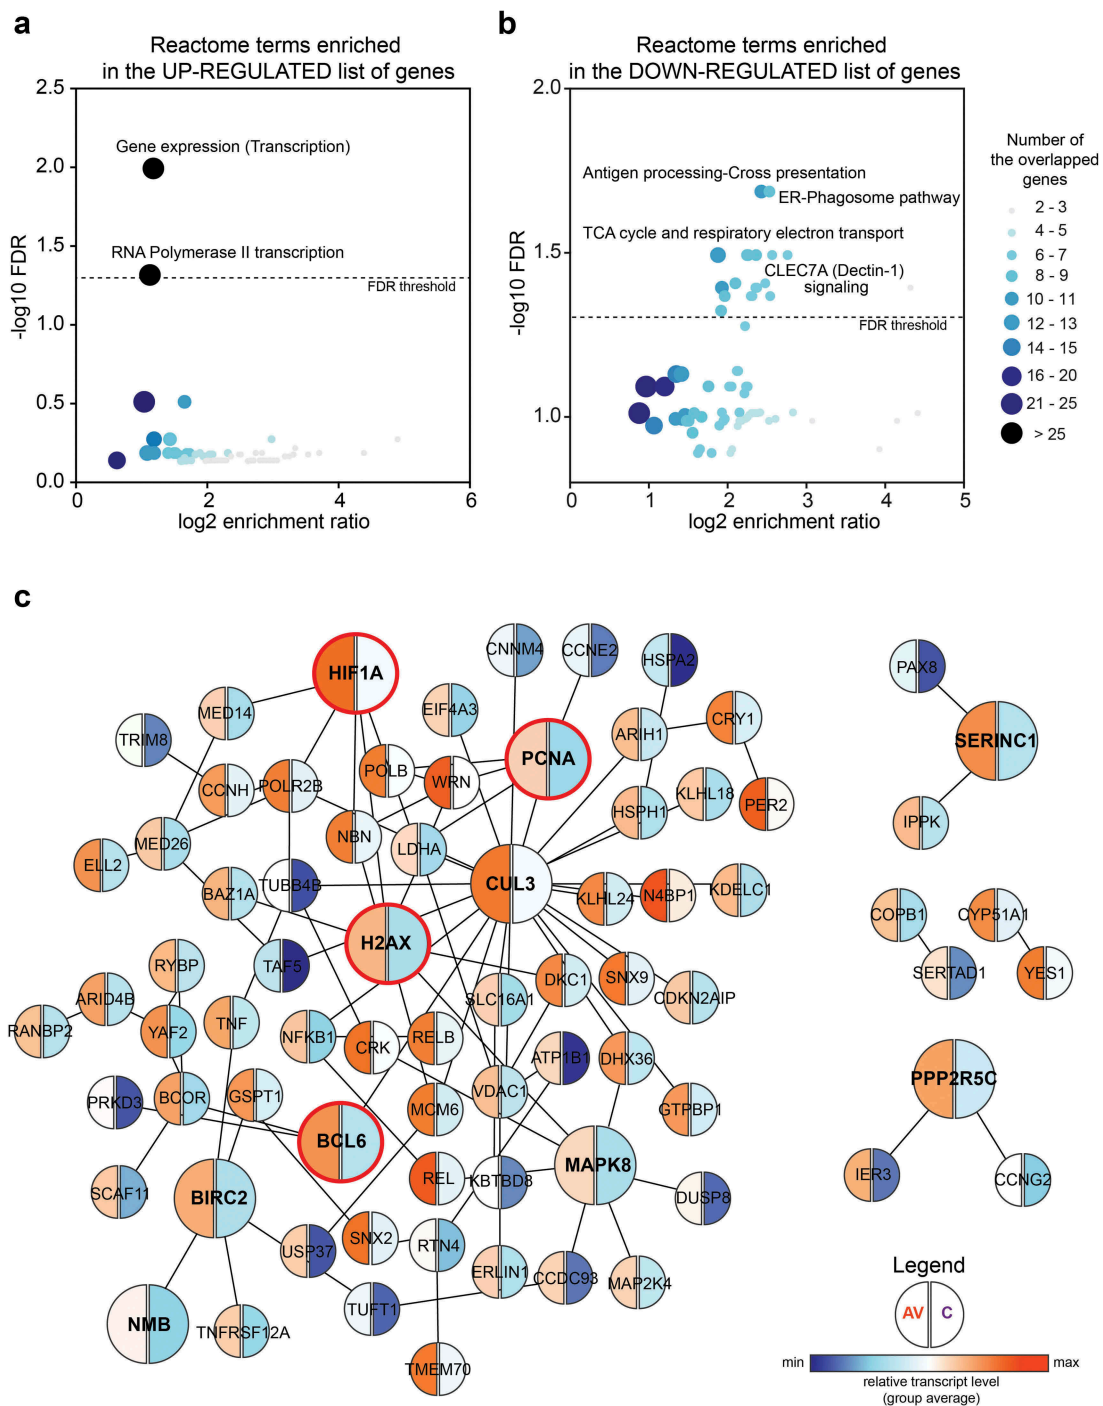 a
Reactome terms enriched
in the UP-REGULATED list of genes
2.5
2.0
1.5
1.0
0.5
0.0
-log10 FDR
Gene expression (Transcription)
RNA Polymerase II transcription
FDR threshold
0
2
4
6
log2 enrichment ratio
b
Reactome terms enriched
in the DOWN-REGULATED list of genes
2.0
1.5
1.0
-log10 FDR
Antigen processing-Cross presentation
ER-Phagosome pathway
TCA cycle and respiratory electron transport
CLEC7A (Dectin-1)
signaling
FDR threshold
0
1
2
3
4
5
log2 enrichment ratio
Number of
the overlapped
genes
2 - 3
4 - 5
6 - 7
8 - 9
10 - 11
12 - 13
14 - 15
16 - 20
21 - 25
> 25
c
HIF1A
CNNM4
CCNE2
HSPA2
PAX8
MED14
EIF4A3
ARIH1
CRY1
TRIM8
PCNA
SERINC1
CCNH
POLR2B
POLB
WRN
HSPH1
KLHL18
PER2
IPPK
ELL2
MED26
NBN
LDHA
BAZ1A
TUBB4B
CUL3
KLHL24
N4BP1
KDELC1
COPB1
CYP51A1
H2AX
RYBP
TAF5
DKC1
SNX9
SERTAD1
YES1
ARID4B
SLC16A1
CDKN2AIP
RANBP2
YAF2
TNF
NFKB1
CRK
RELB
ATP1B1
DHX36
PRKD3
BCOR
GSPT1
MCM6
VDAC1
GTPBP1
PPP2R5C
BCL6
MAPK8
SCAF11
BIRC2
REL
KBTBD8
DUSP8
IER3
CCNG2
USP37
SNX2
RTN4
ERLIN1
CCDC93
MAP2K4
NMB
TNFRSF12A
TUFT1
TMEM70
Legend
AV
C
min
max
relative transcript level
(group average)